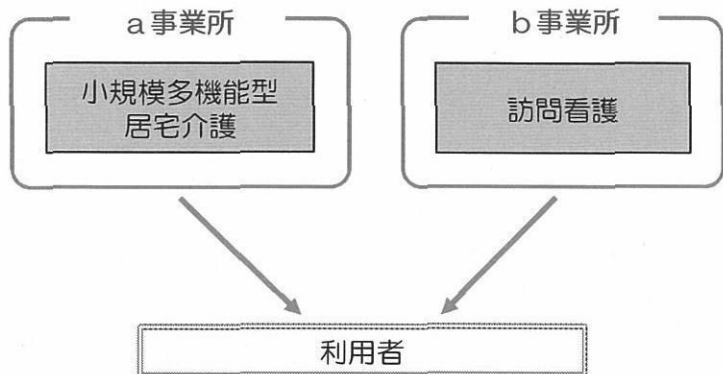 a事業所
b事業所
小規模多機能型
居宅介護
訪問看護
利用者